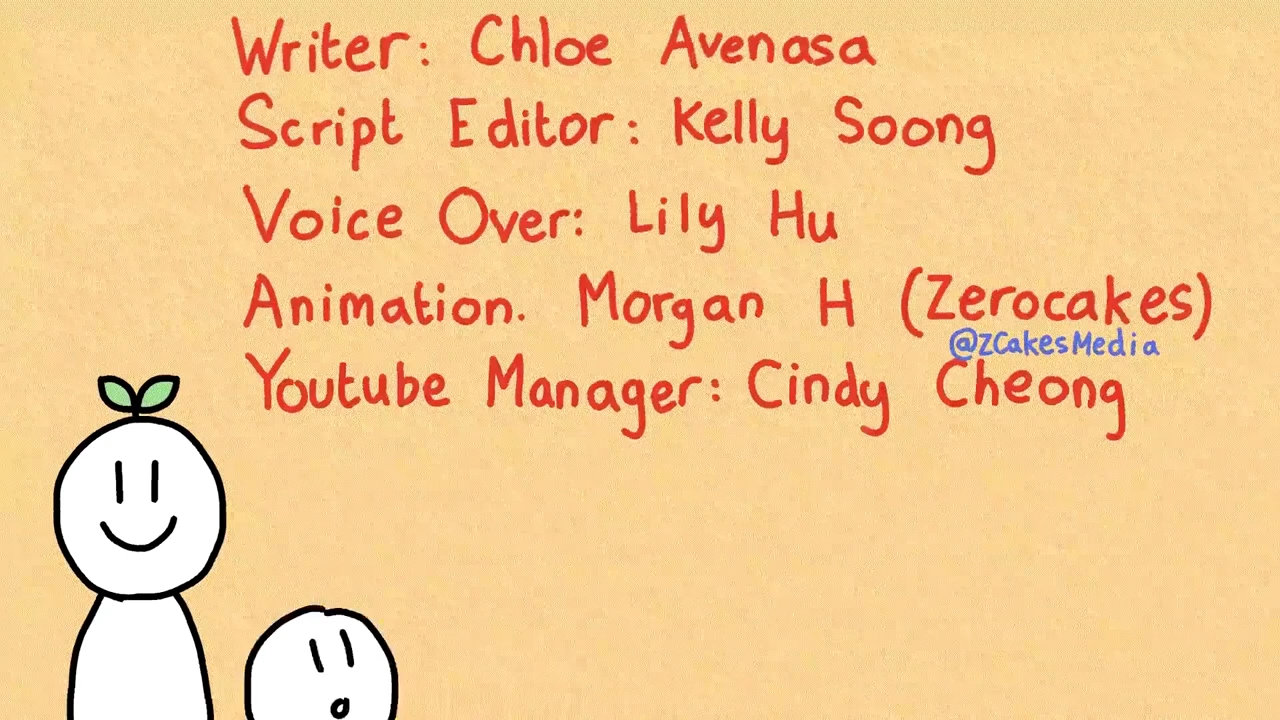 Writer: Chloe Avenasa
Script Editor: Kelly Soong
Voice Over: Lily Hu
Animation. Morgan H (Zerocakes)
@ZCakesMedia
Youtube Manager: Cindy Cheong